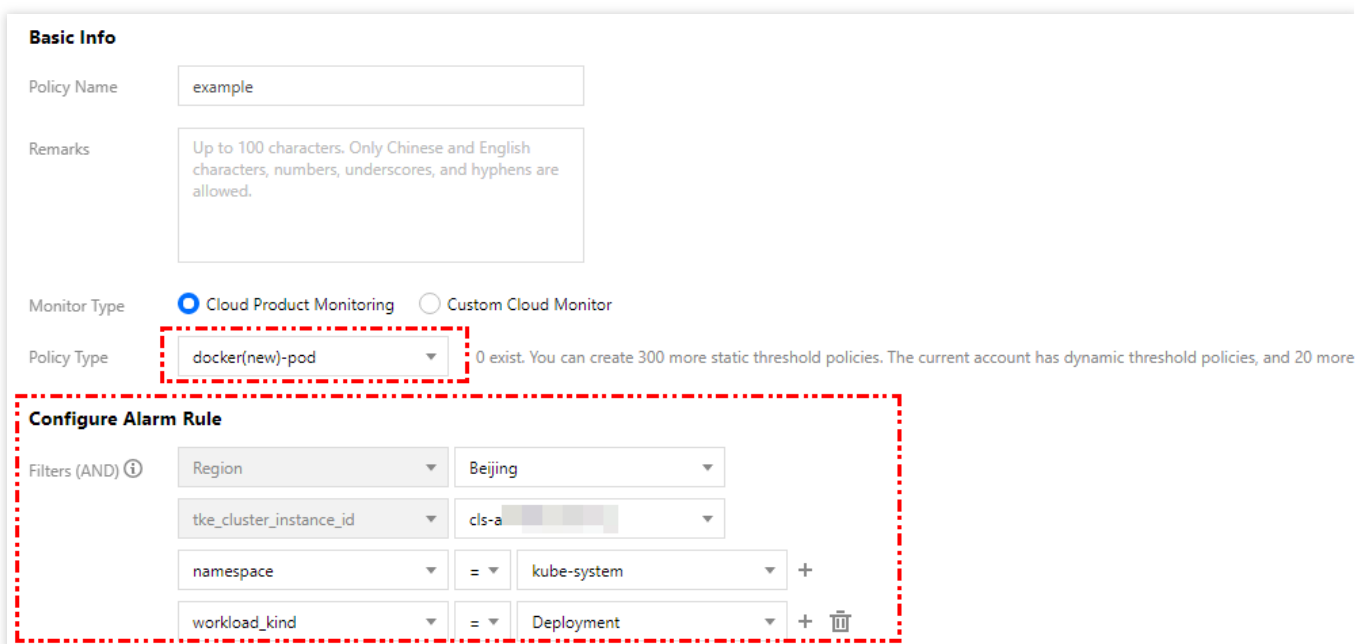 Basic Info
Policy Name example
Remarks Up to 100 characters. Only Chinese and English
characters, numbers, underscores, and hyphens are
allowed.
Monitor Type Cloud Product Monitoring Custom Cloud Monitor
Policy Type docker(new)-pod 0 exist. You can create 300 more static threshold policies. The current account has dynamic threshold policies, and 20 more
Configure Alarm Rule
Filters (AND) Region Beijing
tke_cluster_instance_id cls-a
namespace = kube-system +
workload_kind = Deployment +